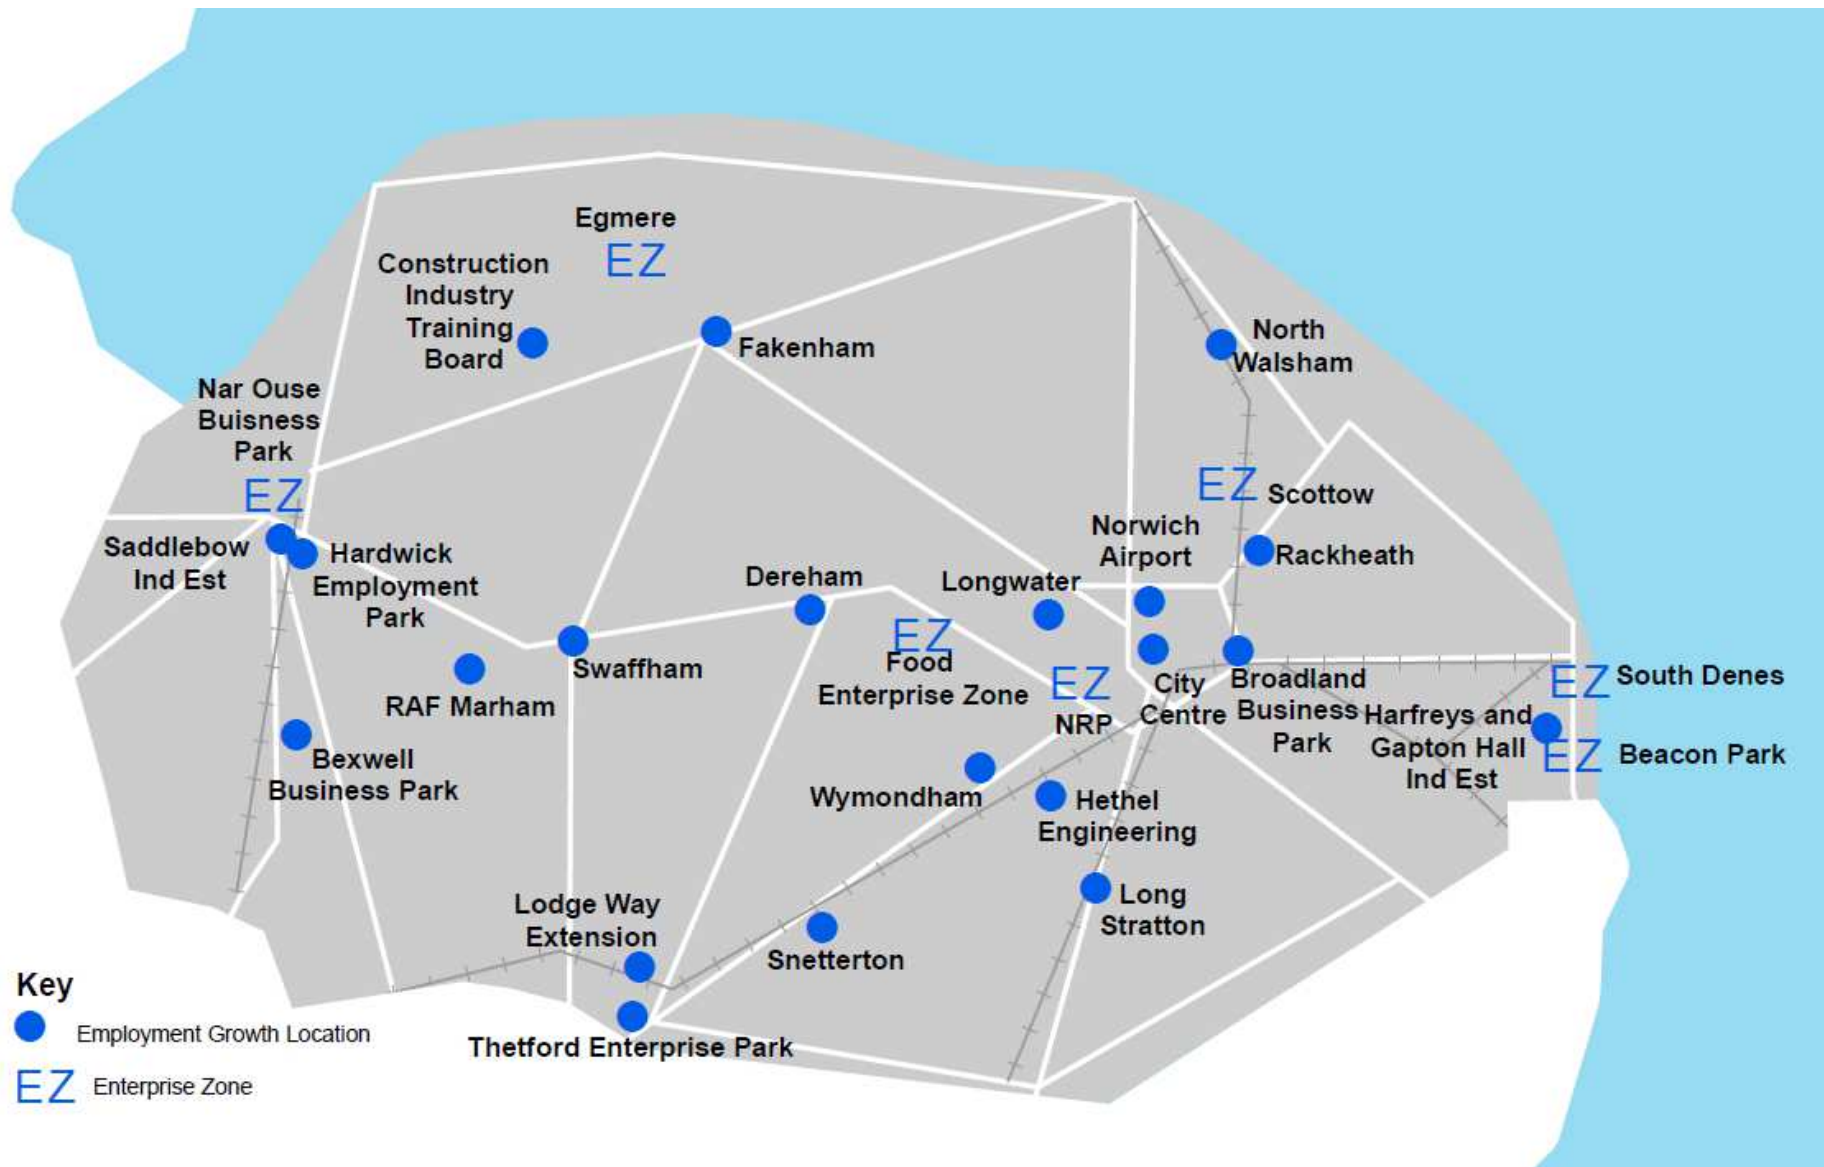 Egmere
EZ
Construction
Industry
Training
Board
Fakenham
North
Walsham
Nar Ouse
Buisness
Park
EZ
EZ
Scottow
Norwich
Airport
Saddlebow
Ind Est
Hardwick
Employment
Park
Rackheath
Dereham
Longwater
EZ
Food
Enterprise Zone
Swaffham
RAF Marham
EZ
NRP
City
Centre
Broadland
Business
Park
EZ
South Denes
Harfreys and
Gapton Hall
Ind Est
EZ
Beacon Park
Bexwell
Business Park
Wymondham
Hethel
Engineering
Long
Stratton
Lodge Way
Extension
Snetterton
Thetford Enterprise Park
Key
Employment Growth Location
EZ Enterprise Zone